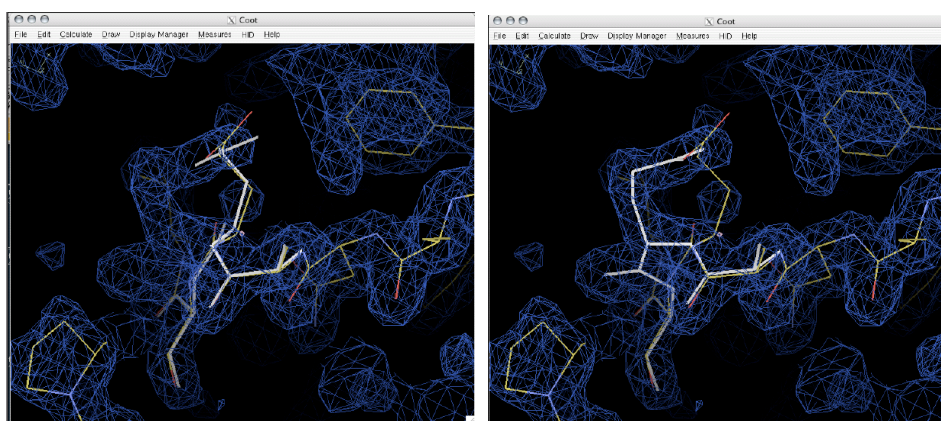 Coot
File Edit Calculate Draw Display Manager Measures HID Help
Coot
File Edit Calculate Draw Display Manager Measures HID Help